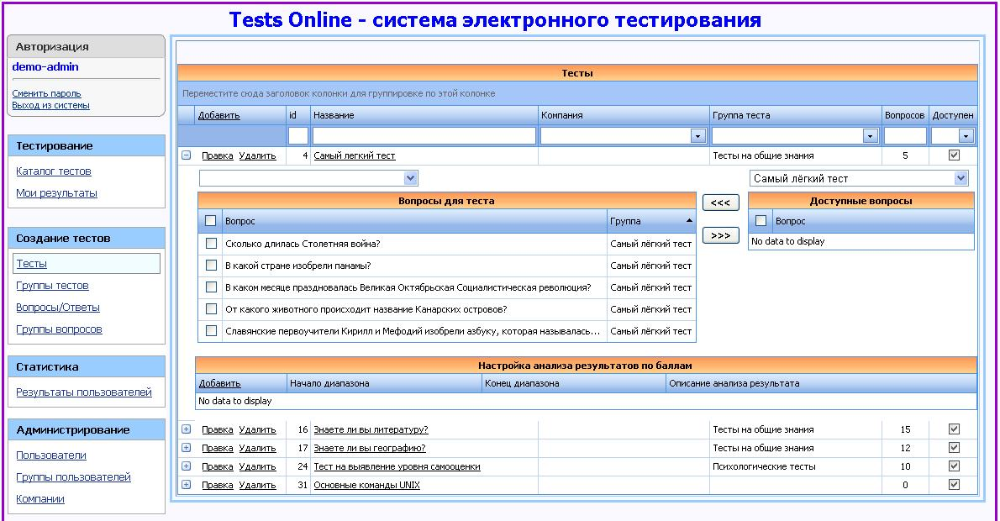 Tests Online - система электронного тестирования
Авторизация
demo-admin
Сменить пароль
Выход из системы
Тестирование
Каталог тестов
Мои результаты
Создание тестов
Тесты
Группы тестов
Вопросы/Ответы
Группы вопросов
Статистика
Результаты пользователей
Администрирование
Пользователи
Группы пользователей
Компании
Тесты
Переместите сюда заголовок колонки для группировке по этой колонке
Добавить id Название Компания Группа теста Вопросов Доступен
Правка Удалить 4 Самый легкий тест Тесты на общие знания 5
Самый лёгкий тест
Вопросы для теста
Вопрос Группа
Сколько длилась Столетняя война? Самый лёгкий тест
В какой стране изобрели панамы? Самый лёгкий тест
В каком месяце праздновалась Великая Октябрьская Социалистическая революция? Самый лёгкий тест
От какого животного происходит название Канарских островов? Самый лёгкий тест
Славянские первоучители Кирилл и Мефодий изобрели азбуку, которая называлась... Самый лёгкий тест
<<<
>>>
Доступные вопросы
Вопрос
No data to display
Настройка анализа результатов по баллам
Добавить Начало диапазона Конец диапазона Описание анализа результата
No data to display
Правка Удалить 16 Знаете ли вы литературу? Тесты на общие знания 15
Правка Удалить 17 Знаете ли вы географию? Тесты на общие знания 12
Правка Удалить 24 Тест на выявление уровня самооценки Психологические тесты 10
Правка Удалить 31 Основные команды UNIX 0